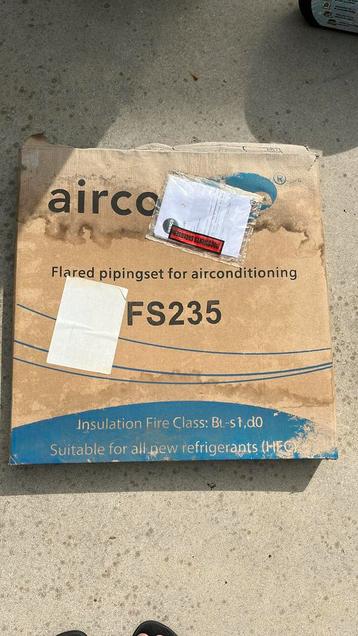 airco
®
Flared pipingset for airconditioning
FS235
Insulation Fire Class: BL-s1,d0
Suitable for all new refrigerants (HFC)